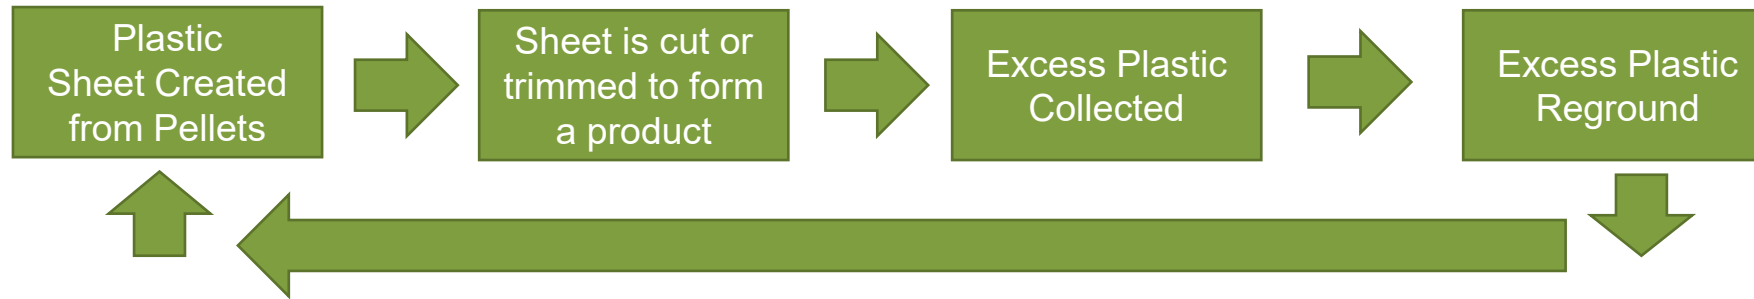 Plastic
Sheet Created
from Pellets
Sheet is cut or
trimmed to form
a product
Excess Plastic
Collected
Excess Plastic
Reground